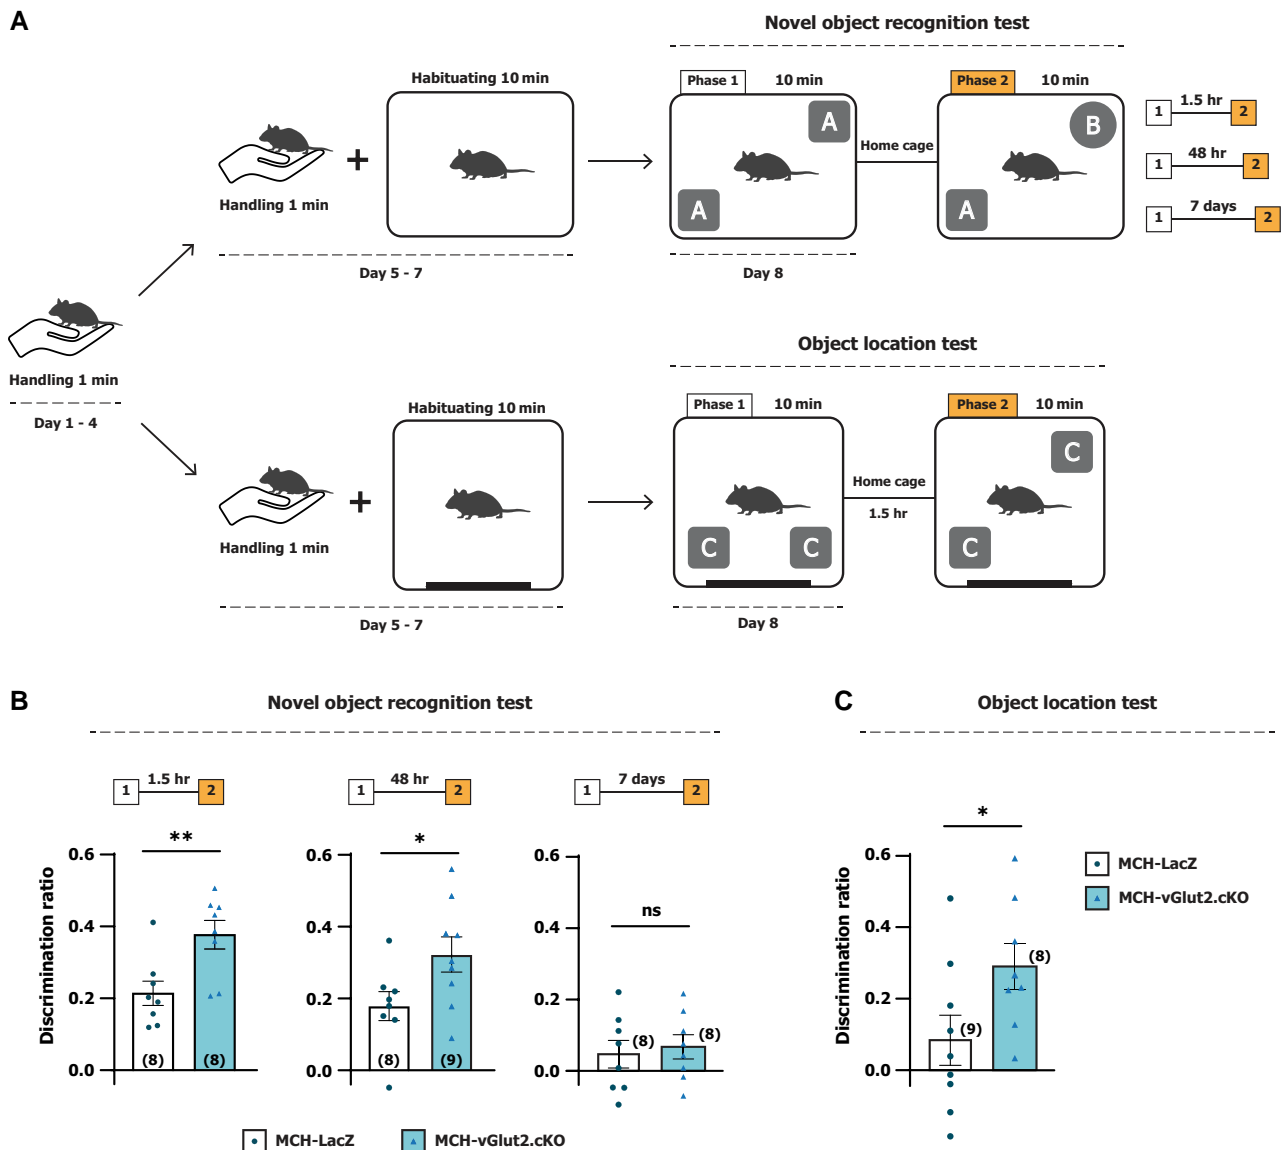 A
Novel object recognition test
Habituating 10 min
Phase 1
10 min
Phase 2
10 min
A
A
Home cage
B
A
1
1.5 hr
2
1
48 hr
2
1
7 days
2
+
Handling 1 min
Day 5 - 7
Day 8
Handling 1 min
Day 1 - 4
Object location test
Habituating 10 min
Phase 1
10 min
Phase 2
10 min
+
Handling 1 min
C
C
Home cage
1.5 hr
C
C
Day 5 - 7
Day 8
B
Novel object recognition test
1
1.5 hr
2
1
48 hr
2
1
7 days
2
Discrimination ratio
0.6
0.4
0.2
0.0
**
(8)
(8)
0.6
0.4
0.2
0.0
*
(8)
(9)
0.6
0.4
0.2
0.0
ns
(8)
(8)
MCH-LacZ
MCH-vGlut2.cKO
C
Object location test
Discrimination ratio
0.6
0.4
0.2
0.0
*
(9)
(8)
MCH-LacZ
MCH-vGlut2.cKO